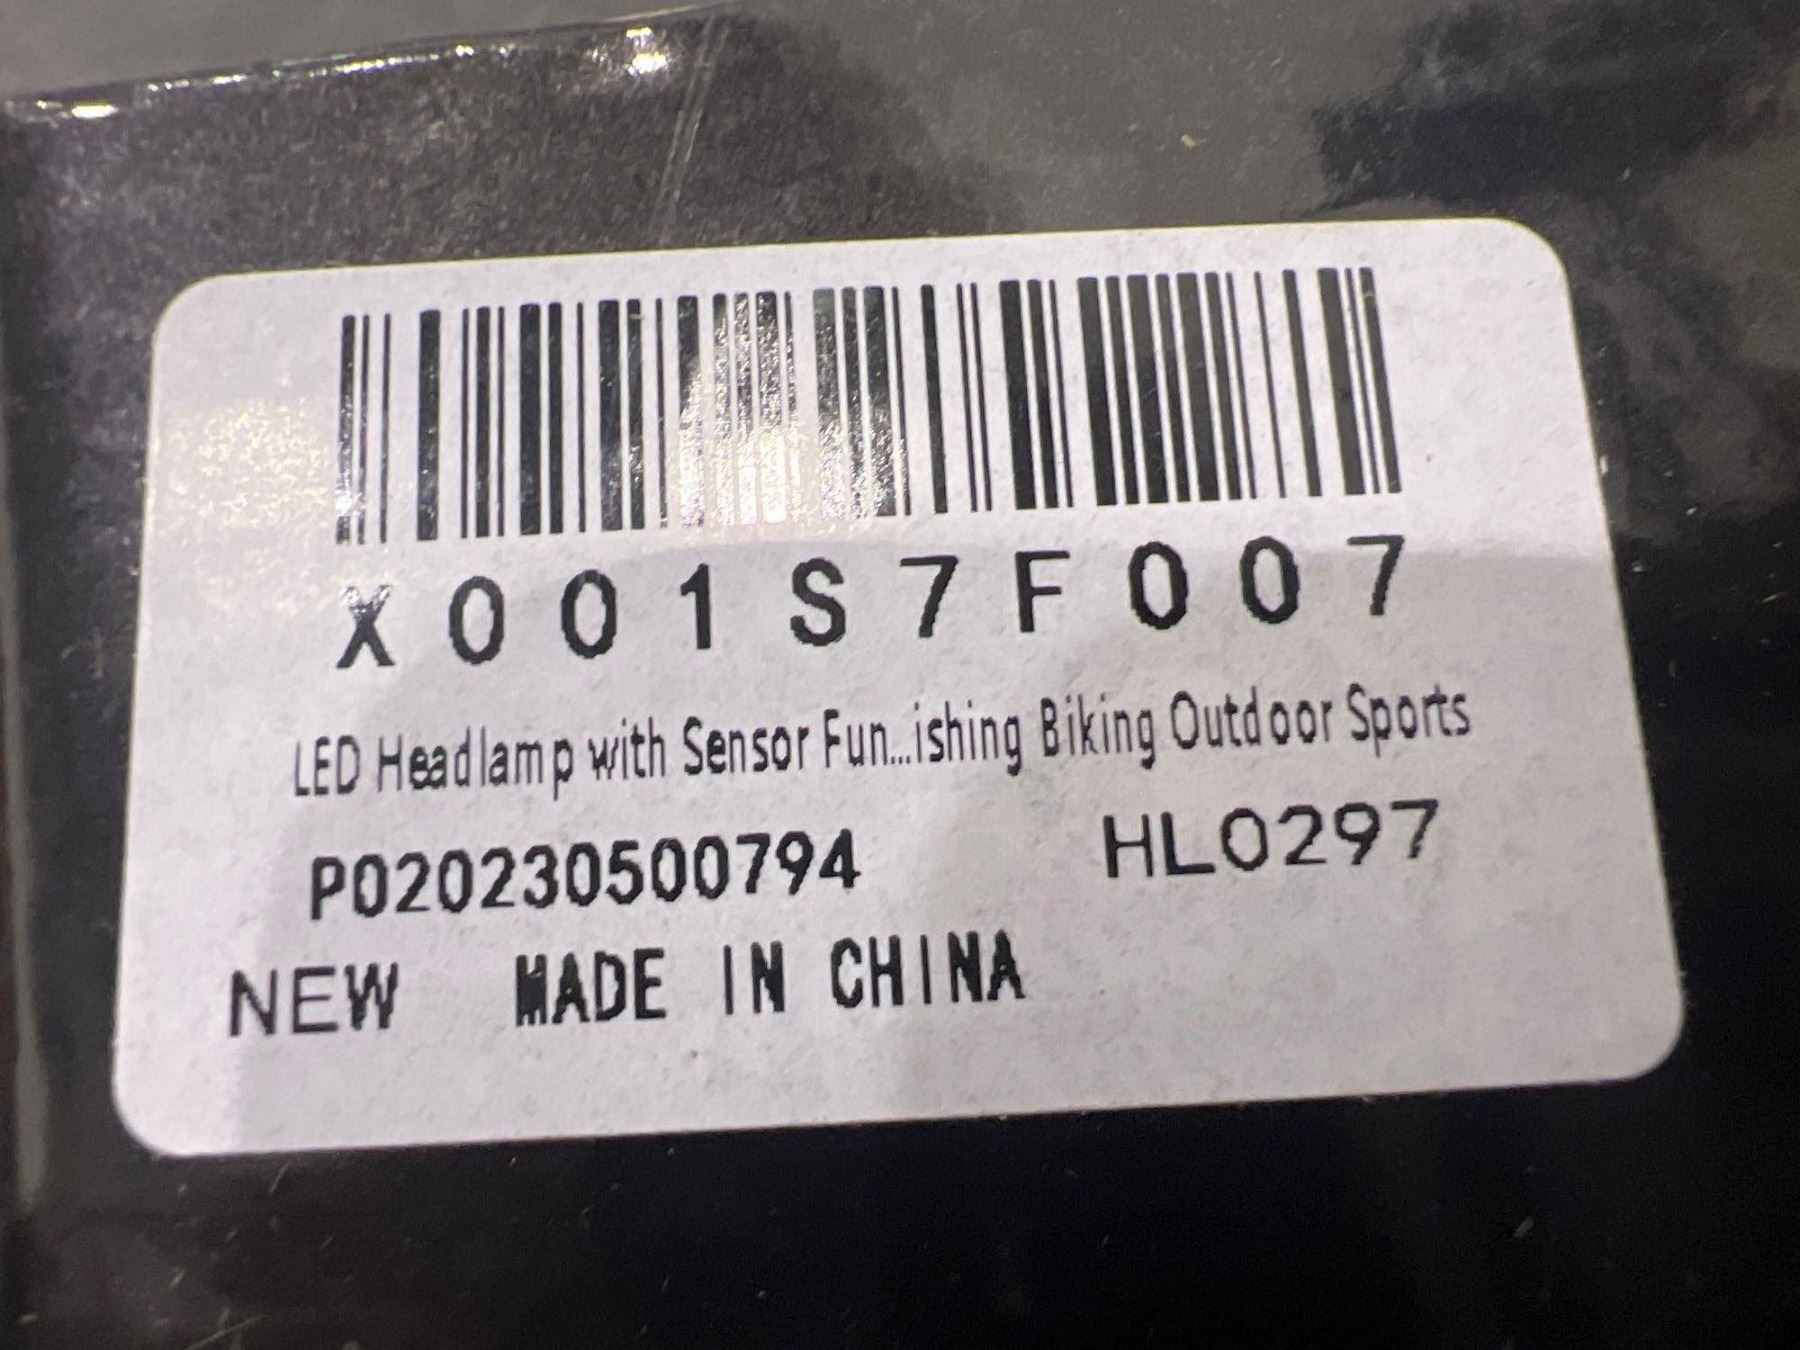 X001S7F007
LED Headlamp with Sensor Fun...ishing Biking Outdoor Sports
P020230500794 HL0297
NEW MADE IN CHINA